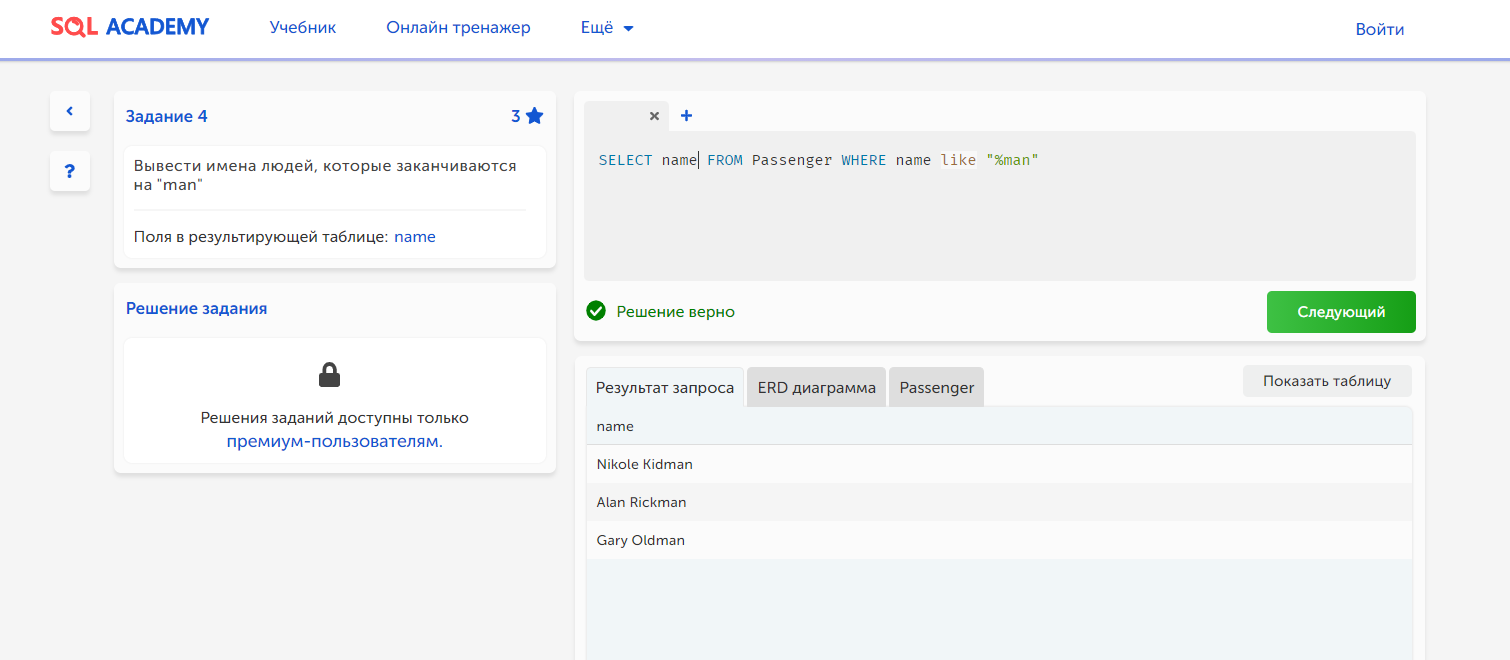 SQL ACADEMY
Учебник
Онлайн тренажер
Ещё
Войти
Задание 4
3
Вывести имена людей, которые заканчиваются
на "man"
Поля в результирующей таблице: name
Решение задания
Решения заданий доступны только
премиум-пользователям.
SELECT name FROM Passenger WHERE name like "%man"
Решение верно
Следующий
Результат запроса
ERD диаграмма
Passenger
Показать таблицу
name
Nikole Kidman
Alan Rickman
Gary Oldman